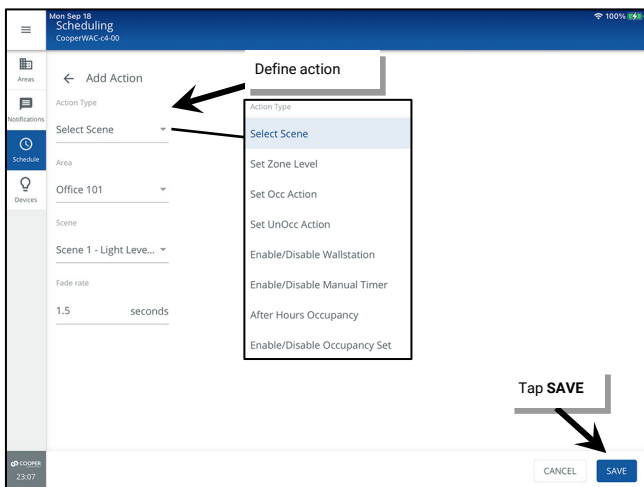 Mon Sep 18
100%
Scheduling
CooperWAC-c4-00
Areas
Notifications
Schedule
Devices
Add Action
Define action
Action Type
Select Scene
Area
Office 101
Scene
Scene 1 - Light Leve...
Fade rate
1.5 seconds
Action Type
Select Scene
Set Zone Level
Set Occ Action
Set UnOcc Action
Enable/Disable Wallstation
Enable/Disable Manual Timer
After Hours Occupancy
Enable/Disable Occupancy Set
Tap SAVE
COOPER
23:07
CANCEL
SAVE